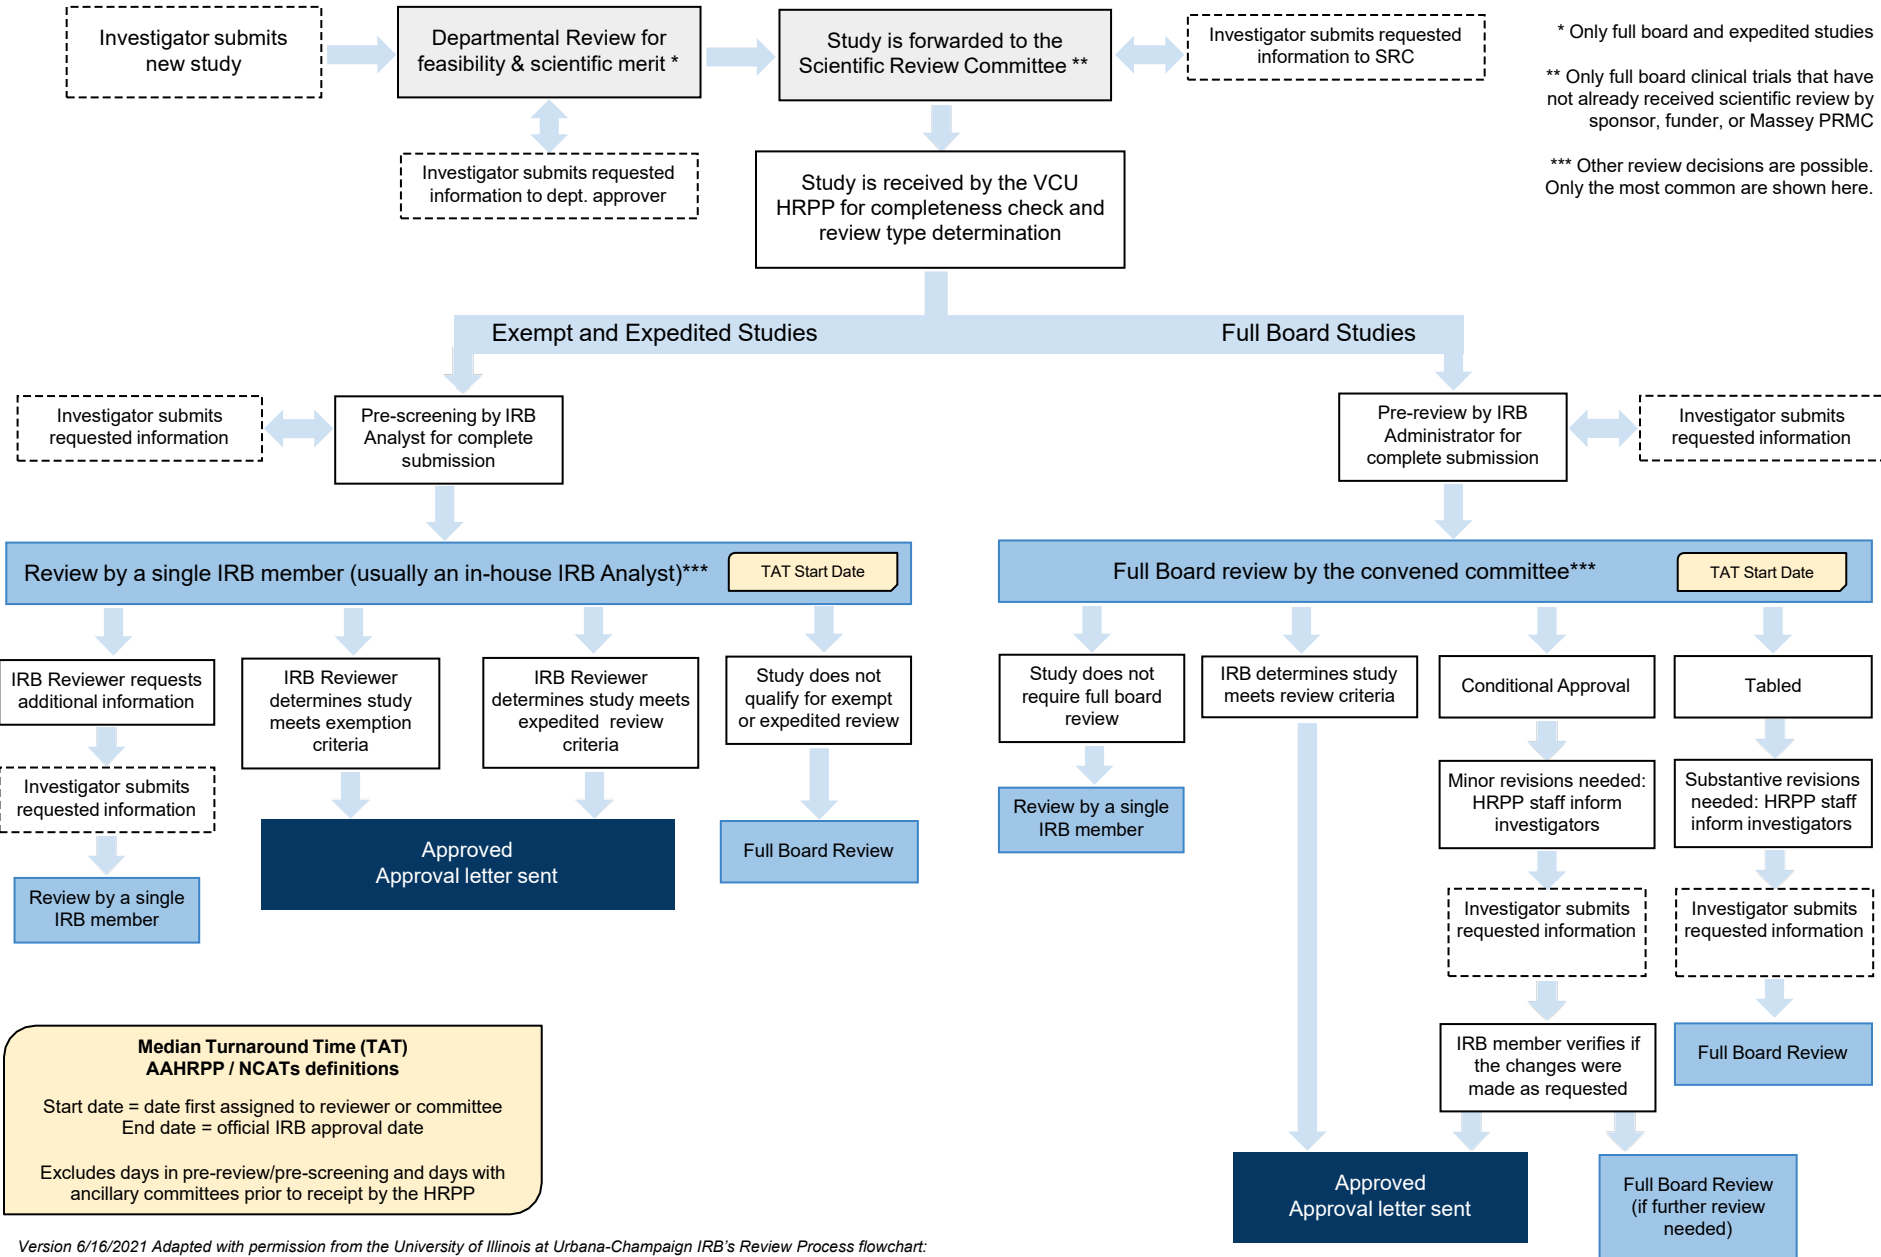 Investigator submits
new study
Departmental Review for
feasibility & scientific merit *
Study is forwarded to the
Scientific Review Committee **
Investigator submits requested
information to SRC
* Only full board and expedited studies
** Only full board clinical trials that have
not already received scientific review by
sponsor, funder, or Massey PRMC
*** Other review decisions are possible.
Only the most common are shown here.
Investigator submits requested
information to dept. approver
Study is received by the VCU
HRPP for completeness check and
review type determination
Exempt and Expedited Studies
Full Board Studies
Investigator submits
requested information
Pre-screening by IRB
Analyst for complete
submission
Pre-review by IRB
Administrator for
complete submission
Investigator submits
requested information
Review by a single IRB member (usually an in-house IRB Analyst)***
TAT Start Date
Full Board review by the convened committee***
TAT Start Date
IRB Reviewer requests
additional information
IRB Reviewer
determines study
meets exemption
criteria
IRB Reviewer
determines study meets
expedited review
criteria
Study does not
qualify for exempt
or expedited review
Study does not
require full board
review
IRB determines study
meets review criteria
Conditional Approval
Tabled
Investigator submits
requested information
Review by a single
IRB member
Approved
Approval letter sent
Full Board Review
Review by a single
IRB member
Minor revisions needed:
HRPP staff inform
investigators
Substantive revisions
needed: HRPP staff
inform investigators
Investigator submits
requested information
Investigator submits
requested information
IRB member verifies if
the changes were
made as requested
Full Board Review
Approved
Approval letter sent
Full Board Review
(if further review
needed)
Median Turnaround Time (TAT)
AAHRPP / NCATs definitions
Start date = date first assigned to reviewer or committee
End date = official IRB approval date
Excludes days in pre-review/pre-screening and days with
ancillary committees prior to receipt by the HRPP
Version 6/16/2021 Adapted with permission from the University of Illinois at Urbana-Champaign IRB's Review Process flowchart: